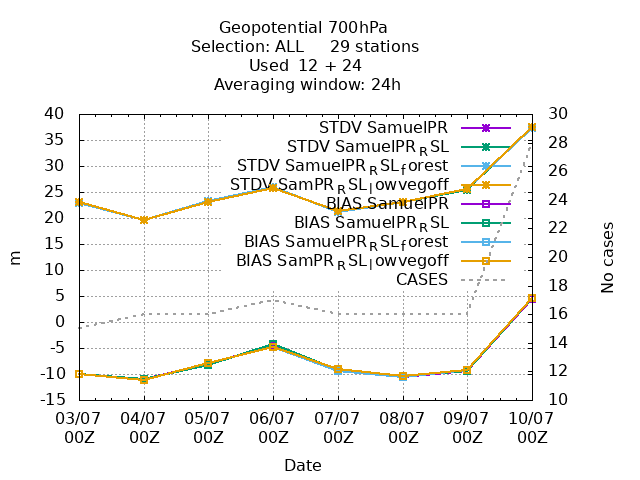 Geopotential 700hPa
Selection: ALL 29 stations
Used 12 + 24
Averaging window: 24h
40 30
35 28
30 26
25 24
20 22
15 20
10 18
5 16
0 14
-5 12
-10 10
-15
m
No cases
STDV SamuelPR
STDV SamuelPR_RSL
STDV SamuelPR_RSL_forest
STDV SamPR_RSL_lowvegoff
BIAS SamuelPR
BIAS SamuelPR_RSL
BIAS SamuelPR_RSL_forest
BIAS SamPR_RSL_lowvegoff
CASES
03/07 04/07 05/07 06/07 07/07 08/07 09/07 10/07
00Z 00Z 00Z 00Z 00Z 00Z 00Z 00Z
Date